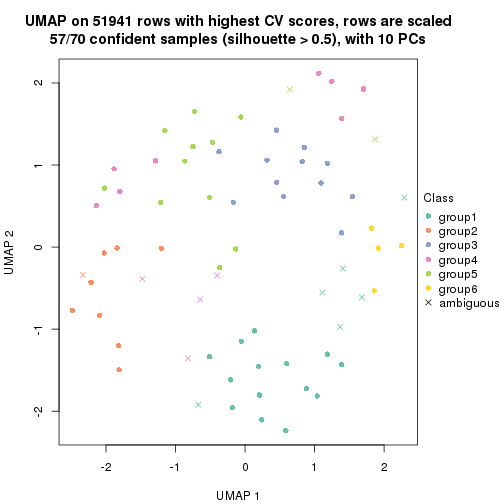 UMAP on 51941 rows with highest CV scores, rows are scaled
57/70 confident samples (silhouette > 0.5), with 10 PCs
2
1
0
-1
-2
UMAP 2
-2
-1
0
1
2
UMAP 1
Class
group1
group2
group3
group4
group5
group6
ambiguous